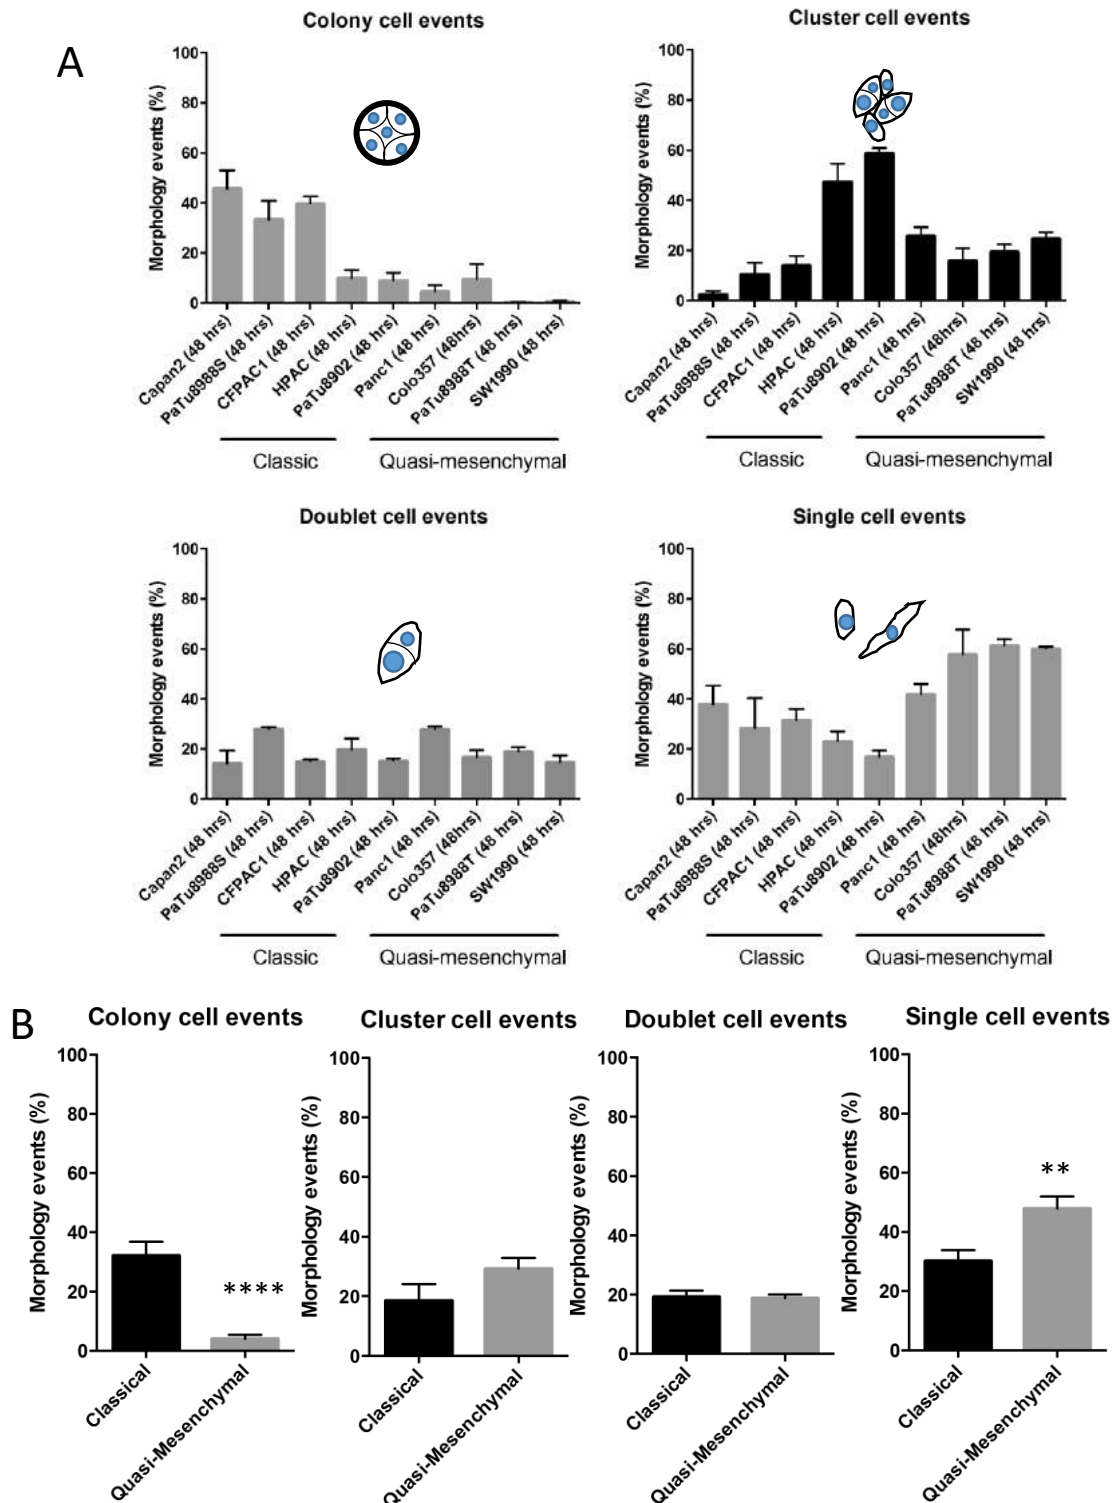 A
Colony cell events
Morphology events (%)
100
80
60
40
20
0
Capan2 (48 hrs)
PaTu8988S (48 hrs)
CFPAC1 (48 hrs)
HPAC (48 hrs)
PaTu8902 (48 hrs)
Panc1 (48 hrs)
Colo357 (48hrs)
PaTu8988T (48 hrs)
SW1990 (48 hrs)
Classic
Quasi-mesenchymal
Cluster cell events
Morphology events (%)
100
80
60
40
20
0
Capan2 (48 hrs)
PaTu8988S (48 hrs)
CFPAC1 (48 hrs)
HPAC (48 hrs)
PaTu8902 (48 hrs)
Panc1 (48 hrs)
Colo357 (48hrs)
PaTu8988T (48 hrs)
SW1990 (48 hrs)
Classic
Quasi-mesenchymal
Doublet cell events
Morphology events (%)
100
80
60
40
20
0
Capan2 (48 hrs)
PaTu8988S (48 hrs)
CFPAC1 (48 hrs)
HPAC (48 hrs)
PaTu8902 (48 hrs)
Panc1 (48 hrs)
Colo357 (48hrs)
PaTu8988T (48 hrs)
SW1990 (48 hrs)
Classic
Quasi-mesenchymal
Single cell events
Morphology events (%)
100
80
60
40
20
0
Capan2 (48 hrs)
PaTu8988S (48 hrs)
CFPAC1 (48 hrs)
HPAC (48 hrs)
PaTu8902 (48 hrs)
Panc1 (48 hrs)
Colo357 (48hrs)
PaTu8988T (48 hrs)
SW1990 (48 hrs)
Classic
Quasi-mesenchymal
B
Colony cell events
Morphology events (%)
100
80
60
40
20
0
****
Classical
Quasi-Mesenchymal
Cluster cell events
Morphology events (%)
100
80
60
40
20
0
Classical
Quasi-Mesenchymal
Doublet cell events
Morphology events (%)
100
80
60
40
20
0
Classical
Quasi-Mesenchymal
Single cell events
Morphology events (%)
100
80
60
40
20
0
**
Classical
Quasi-Mesenchymal